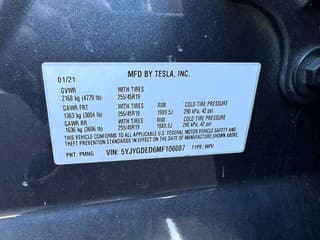 MFD BY TESLA, INC.
01/21
GVWR WITH TIRES
2168 kg (4779 lb) 255/45R19
GAWR FRT WITH TIRES RIM COLD TIRE PRESSURE
1363 kg (3004 lb) 255/45R19 19X9.5J 290 kPa, 42 psi
GAWR RR WITH TIRES RIM COLD TIRE PRESSURE
1636 kg (3606 lb) 255/45R19 19X9.5J 290 kPa, 42 psi
THIS VEHICLE CONFORMS TO ALL APPLICABLE FEDERAL MOTOR VEHICLE SAFETY AND
THEFT PREVENTION STANDARDS IN EFFECT ON THE DATE OF MANUFACTURE SHOWN ABOVE.
PNT: PMNG VIN: 5YJYGDED6MF106087 TYPE: MPV